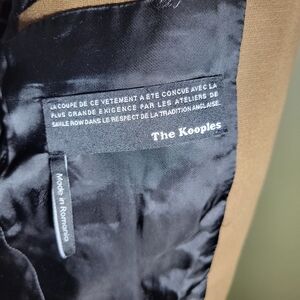 LA COUPE DE CE VETEMENT A ETE CONCUE AVEC LA
PLUS GRANDE EXIGENCE PAR LES ATELIERS DE
SAVILE ROW DANS LE RESPECT DE LA TRADITION ANGLAISE.
The Kooples
Made in Romania